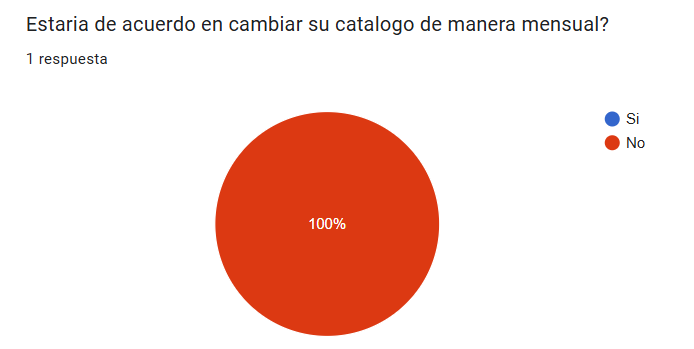 Estaria de acuerdo en cambiar su catalogo de manera mensual?
1 respuesta
Si
No
100%